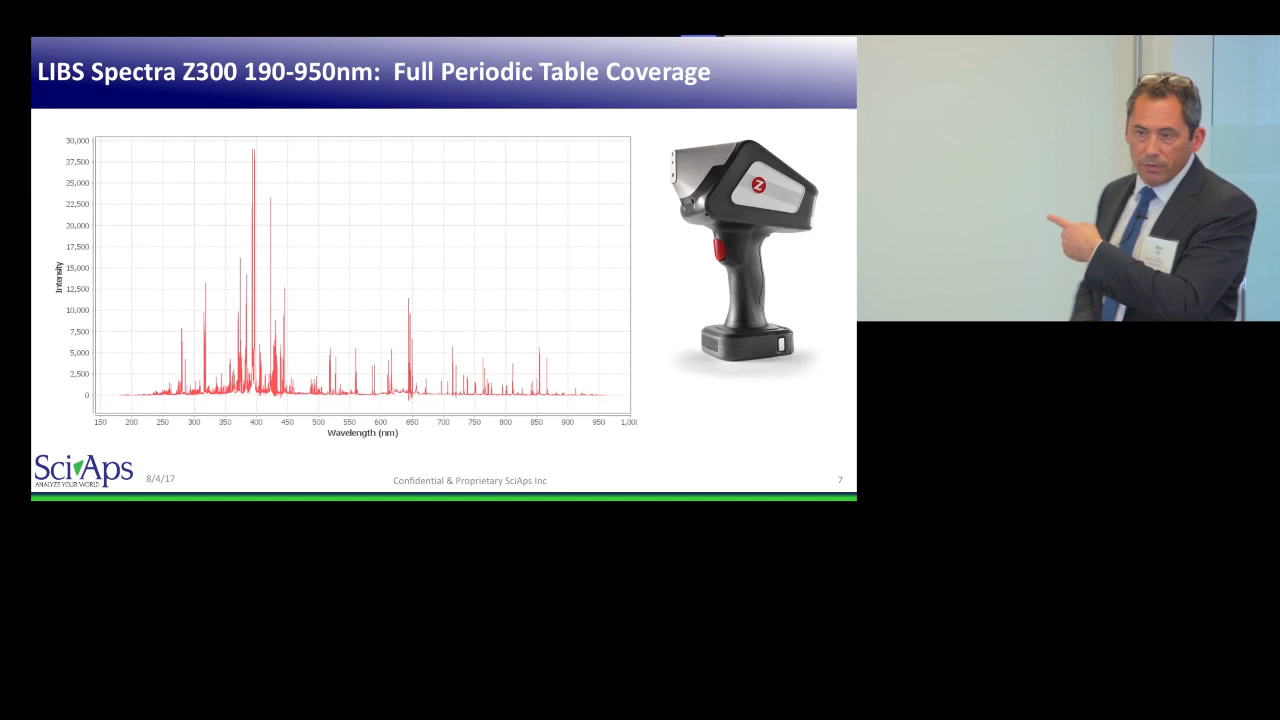 LIBS Spectra Z300 190-950nm:  Full Periodic Table Coverage
30,000
27,500
25,000
22,500
20,000
17,500
15,000
12,500
10,000
7,500
5,000
2,500
0
Intensity
150 200 250 300 350 400 450 500 550 600 650 700 750 800 850 900 950 1,00
Wavelength (nm)
Z
SciAps
ANALYZE YOUR WORLD
8/4/17
Confidential & Proprietary SciAps Inc
7